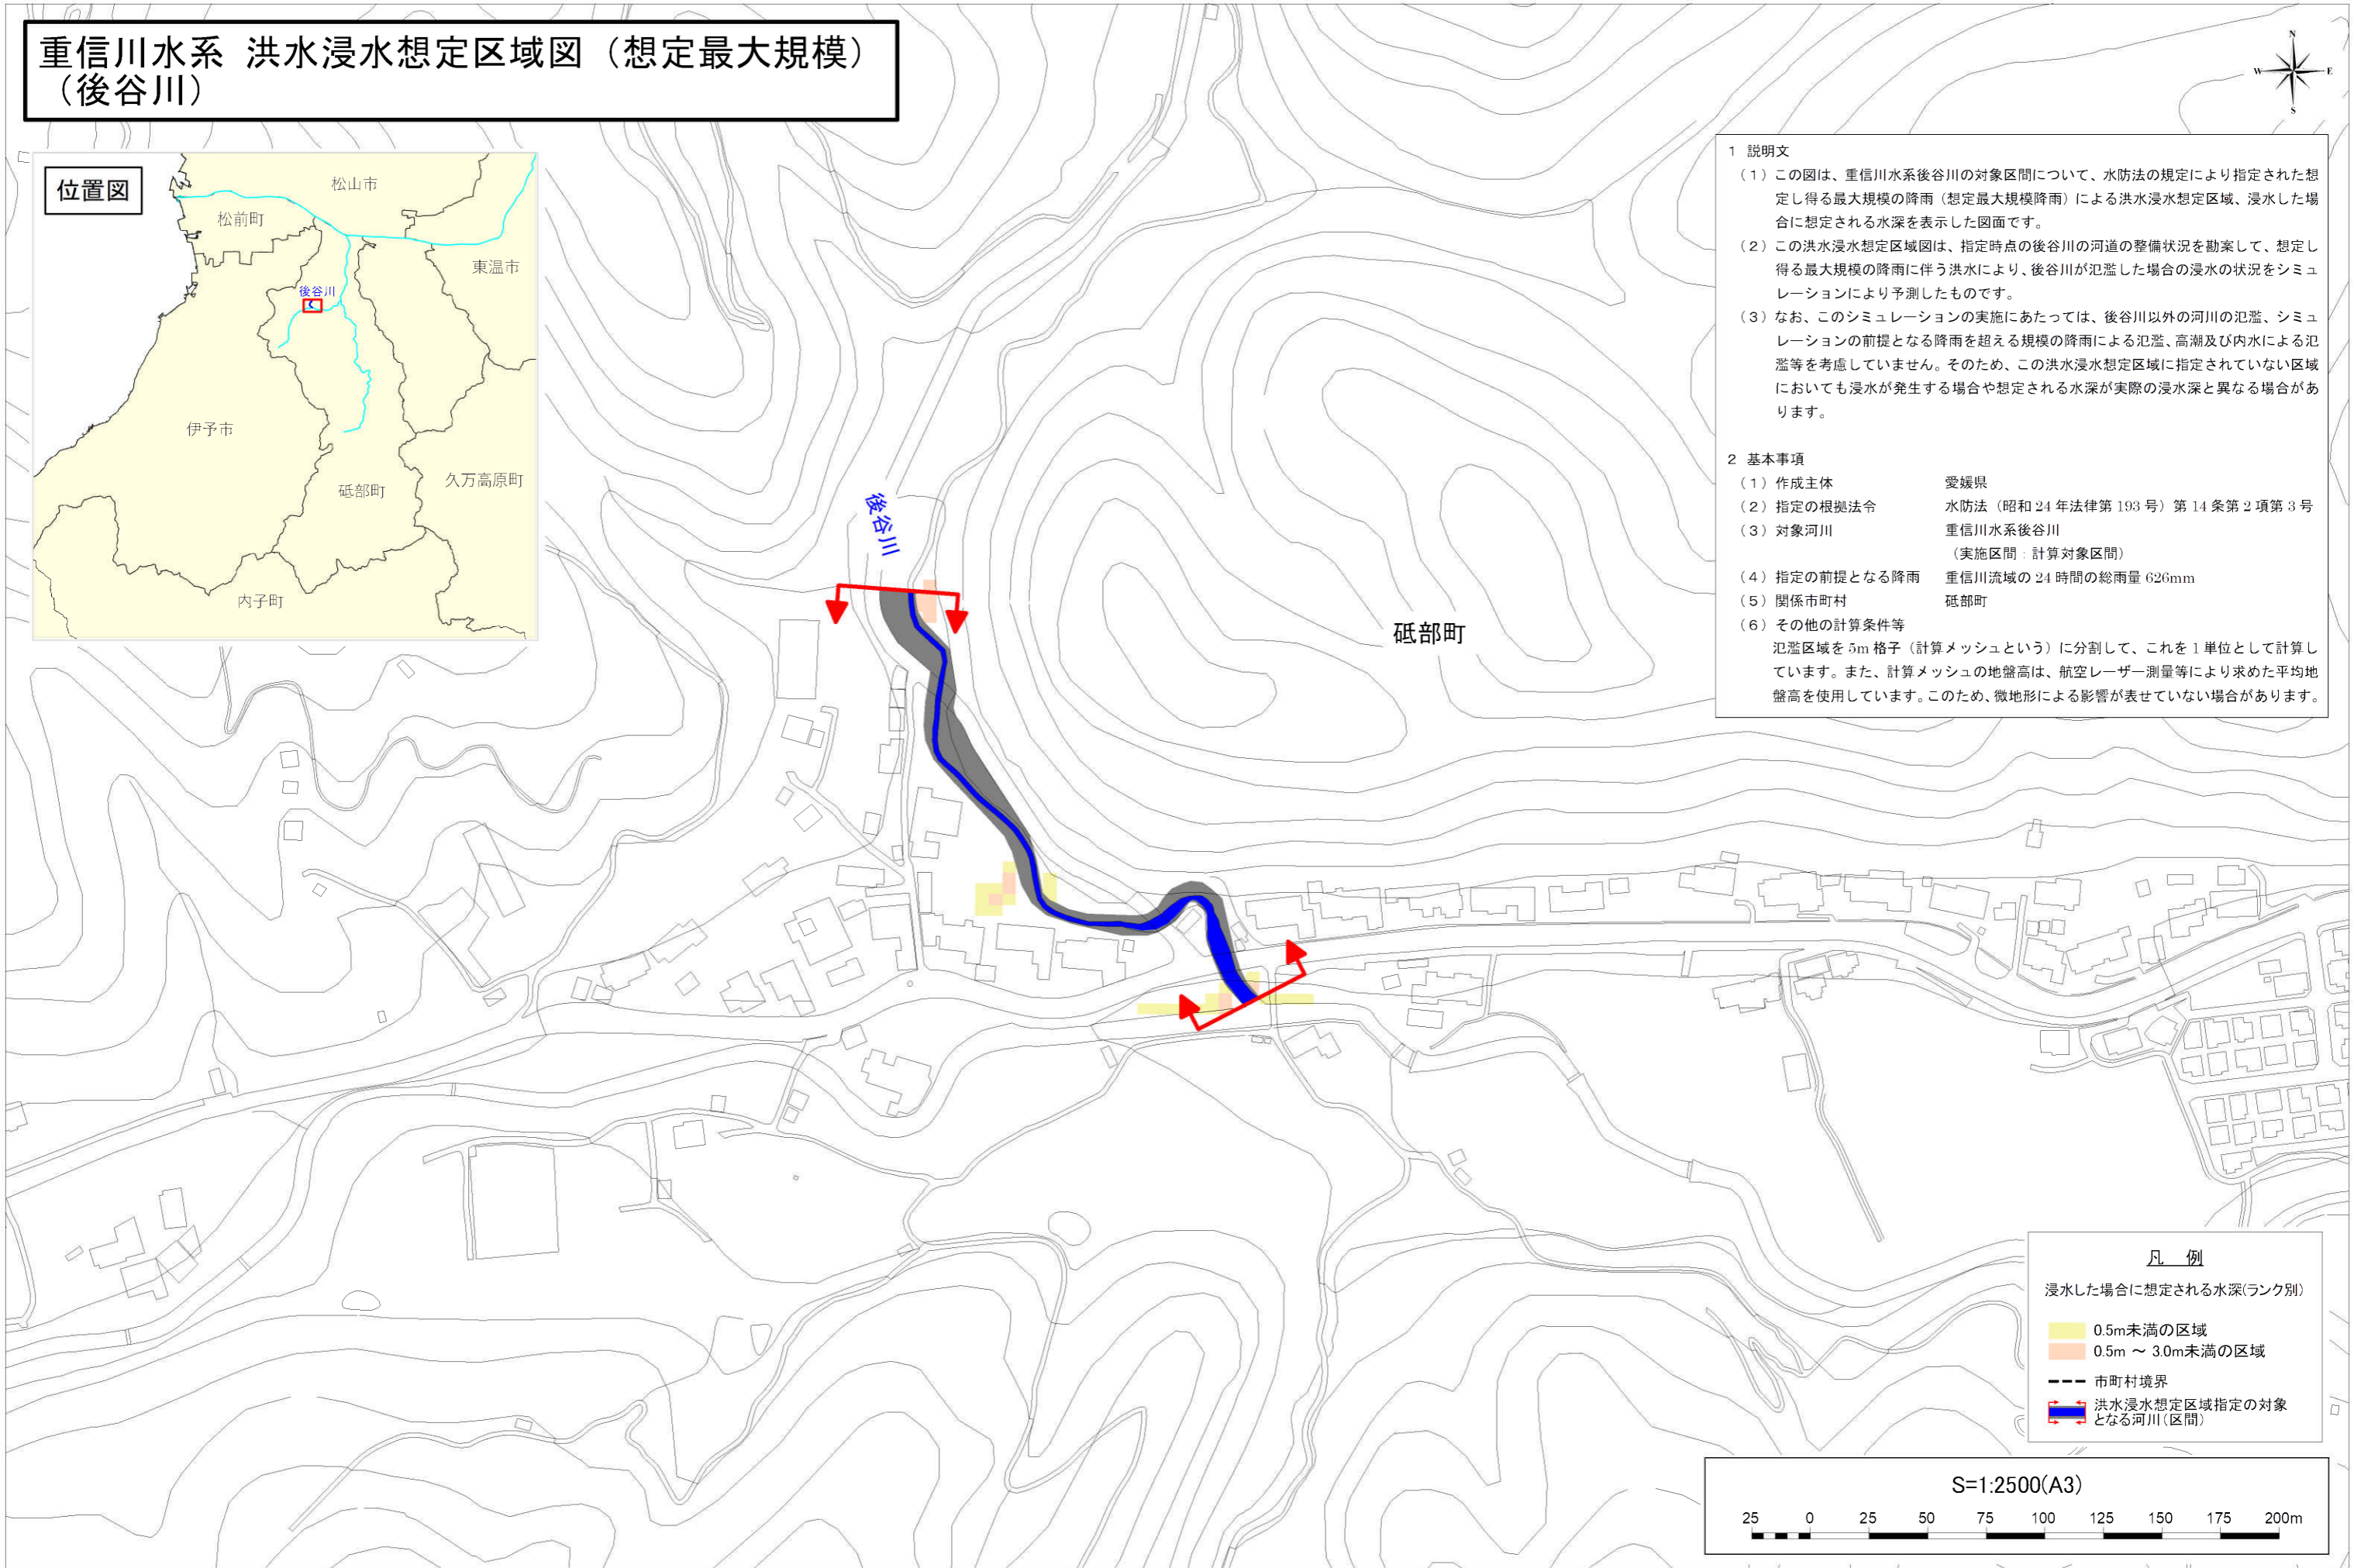 重信川水系 洪水浸水想定区域図（想定最大規模）
（後谷川）
N
W
E
S
位置図
松山市
松前町
東温市
後谷川
伊予市
砥部町
久万高原町
内子町
1 説明文
（１）この図は、重信川水系後谷川の対象区間について、水防法の規定により指定された想
定し得る最大規模の降雨（想定最大規模降雨）による洪水浸水想定区域、浸水した場
合に想定される水深を表示した図面です。
（２）この洪水浸水想定区域図は、指定時点の後谷川の河道の整備状況を勘案して、想定し
得る最大規模の降雨に伴う洪水により、後谷川が氾濫した場合の浸水の状況をシミュ
レーションにより予測したものです。
（３）なお、このシミュレーションの実施にあたっては、後谷川以外の河川の氾濫、シミュ
レーションの前提となる降雨を超える規模の降雨による氾濫、高潮及び内水による氾
濫等を考慮していません。そのため、この洪水浸水想定区域に指定されていない区域
においても浸水が発生する場合や想定される水深が実際の浸水深と異なる場合があ
ります。
2 基本事項
（１）作成主体 愛媛県
（２）指定の根拠法令 水防法（昭和 24 年法律第 193 号）第 14 条第 2 項第 3 号
（３）対象河川 重信川水系後谷川
（実施区間：計算対象区間）
（４）指定の前提となる降雨 重信川流域の 24 時間の総雨量 626mm
（５）関係市町村 砥部町
（６）その他の計算条件等
氾濫区域を 5m 格子（計算メッシュという）に分割して、これを 1 単位として計算し
ています。また、計算メッシュの地盤高は、航空レーザー測量等により求めた平均地
盤高を使用しています。このため、微地形による影響が表せていない場合があります。
後谷川
砥部町
凡 例
浸水した場合に想定される水深(ランク別)
0.5m未満の区域
0.5m ～ 3.0m未満の区域
市町村境界
洪水浸水想定区域指定の対象
となる河川(区間)
S=1:2500(A3)
25 0 25 50 75 100 125 150 175 200m